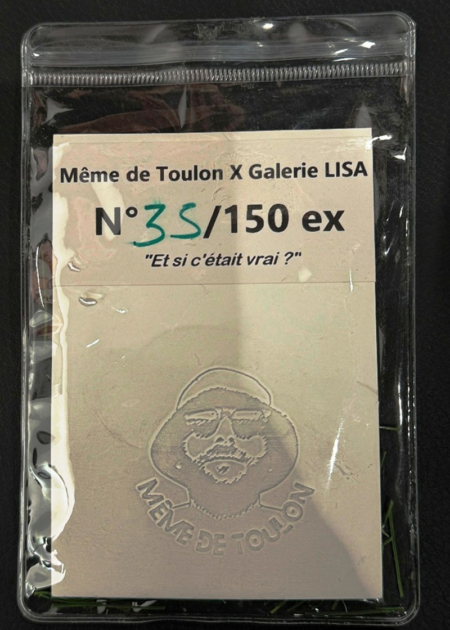 Même de Toulon X Galerie LISA
N°35/150 ex
"Et si c'était vrai ?"
MÊME DE TOULON